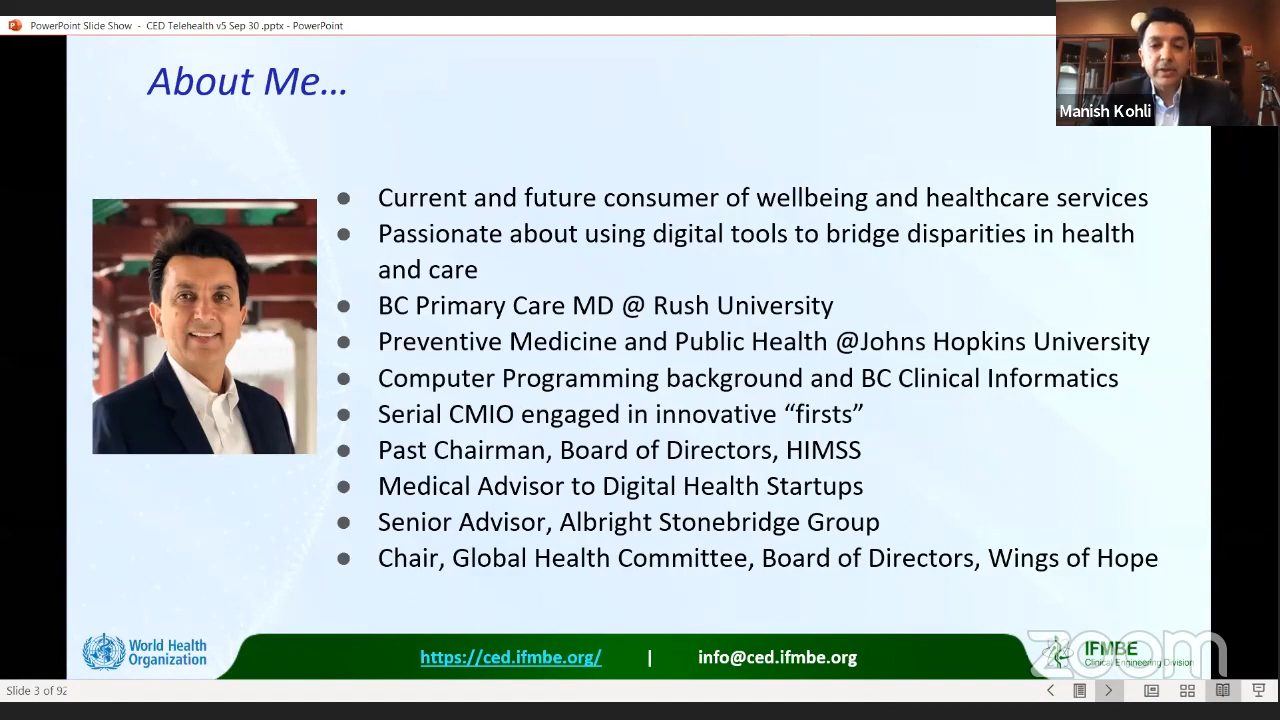 PowerPoint Slide Show - CED Telehealth v5 Sep 30 .pptx - PowerPoint
Manish Kohli
About Me...
● Current and future consumer of wellbeing and healthcare services
● Passionate about using digital tools to bridge disparities in health
and care
● BC Primary Care MD @ Rush University
● Preventive Medicine and Public Health @Johns Hopkins University
● Computer Programming background and BC Clinical Informatics
● Serial CMIO engaged in innovative “firsts”
● Past Chairman, Board of Directors, HIMSS
● Medical Advisor to Digital Health Startups
● Senior Advisor, Albright Stonebridge Group
● Chair, Global Health Committee, Board of Directors, Wings of Hope
World Health
Organization
https://ced.ifmbe.org/ | info@ced.ifmbe.org
IFMBE
Clinical Engineering Division
zoom
Slide 3 of 92